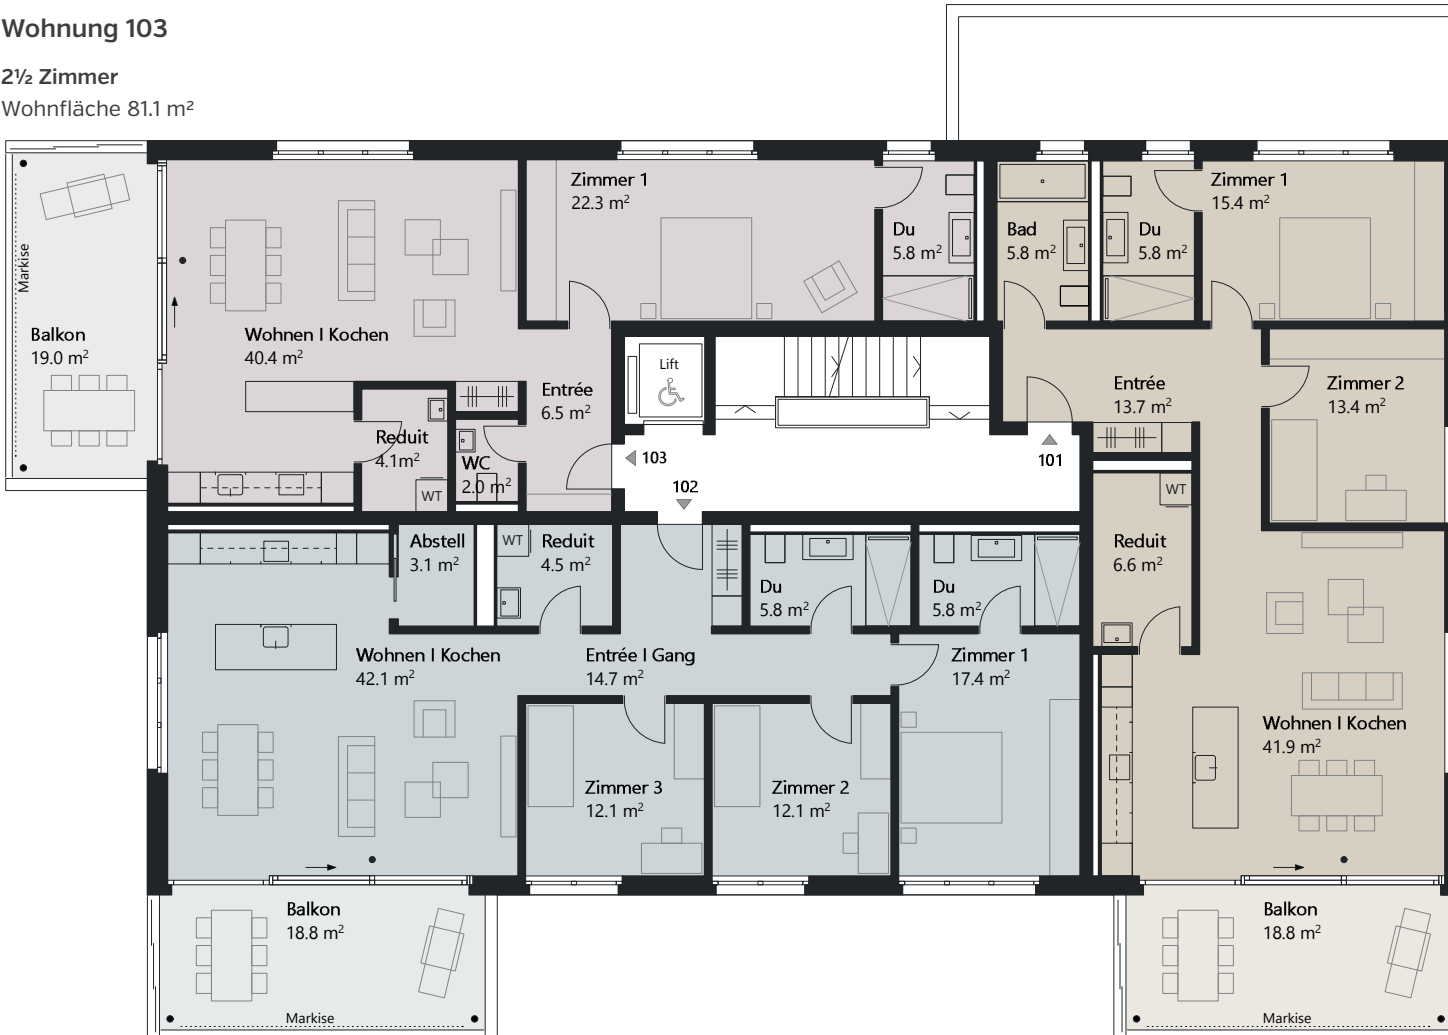 Wohnung 103
2½ Zimmer
Wohnfläche 81.1 m²
Zimmer 1
22.3 m²
Du
5.8 m²
Bad
5.8 m²
Du
5.8 m²
Zimmer 1
15.4 m²
Markise
Balkon
19.0 m²
Wohnen I Kochen
40.4 m²
Entrée
6.5 m²
Lift
Entrée
13.7 m²
Zimmer 2
13.4 m²
Reduit
4.1m²
WT
WC
2.0 m²
103
102
101
WT
Abstell
3.1 m²
WT
Reduit
4.5 m²
Du
5.8 m²
Du
5.8 m²
Reduit
6.6 m²
Wohnen I Kochen
42.1 m²
Entrée I Gang
14.7 m²
Zimmer 1
17.4 m²
Wohnen I Kochen
41.9 m²
Zimmer 3
12.1 m²
Zimmer 2
12.1 m²
Balkon
18.8 m²
Markise
Balkon
18.8 m²
Markise